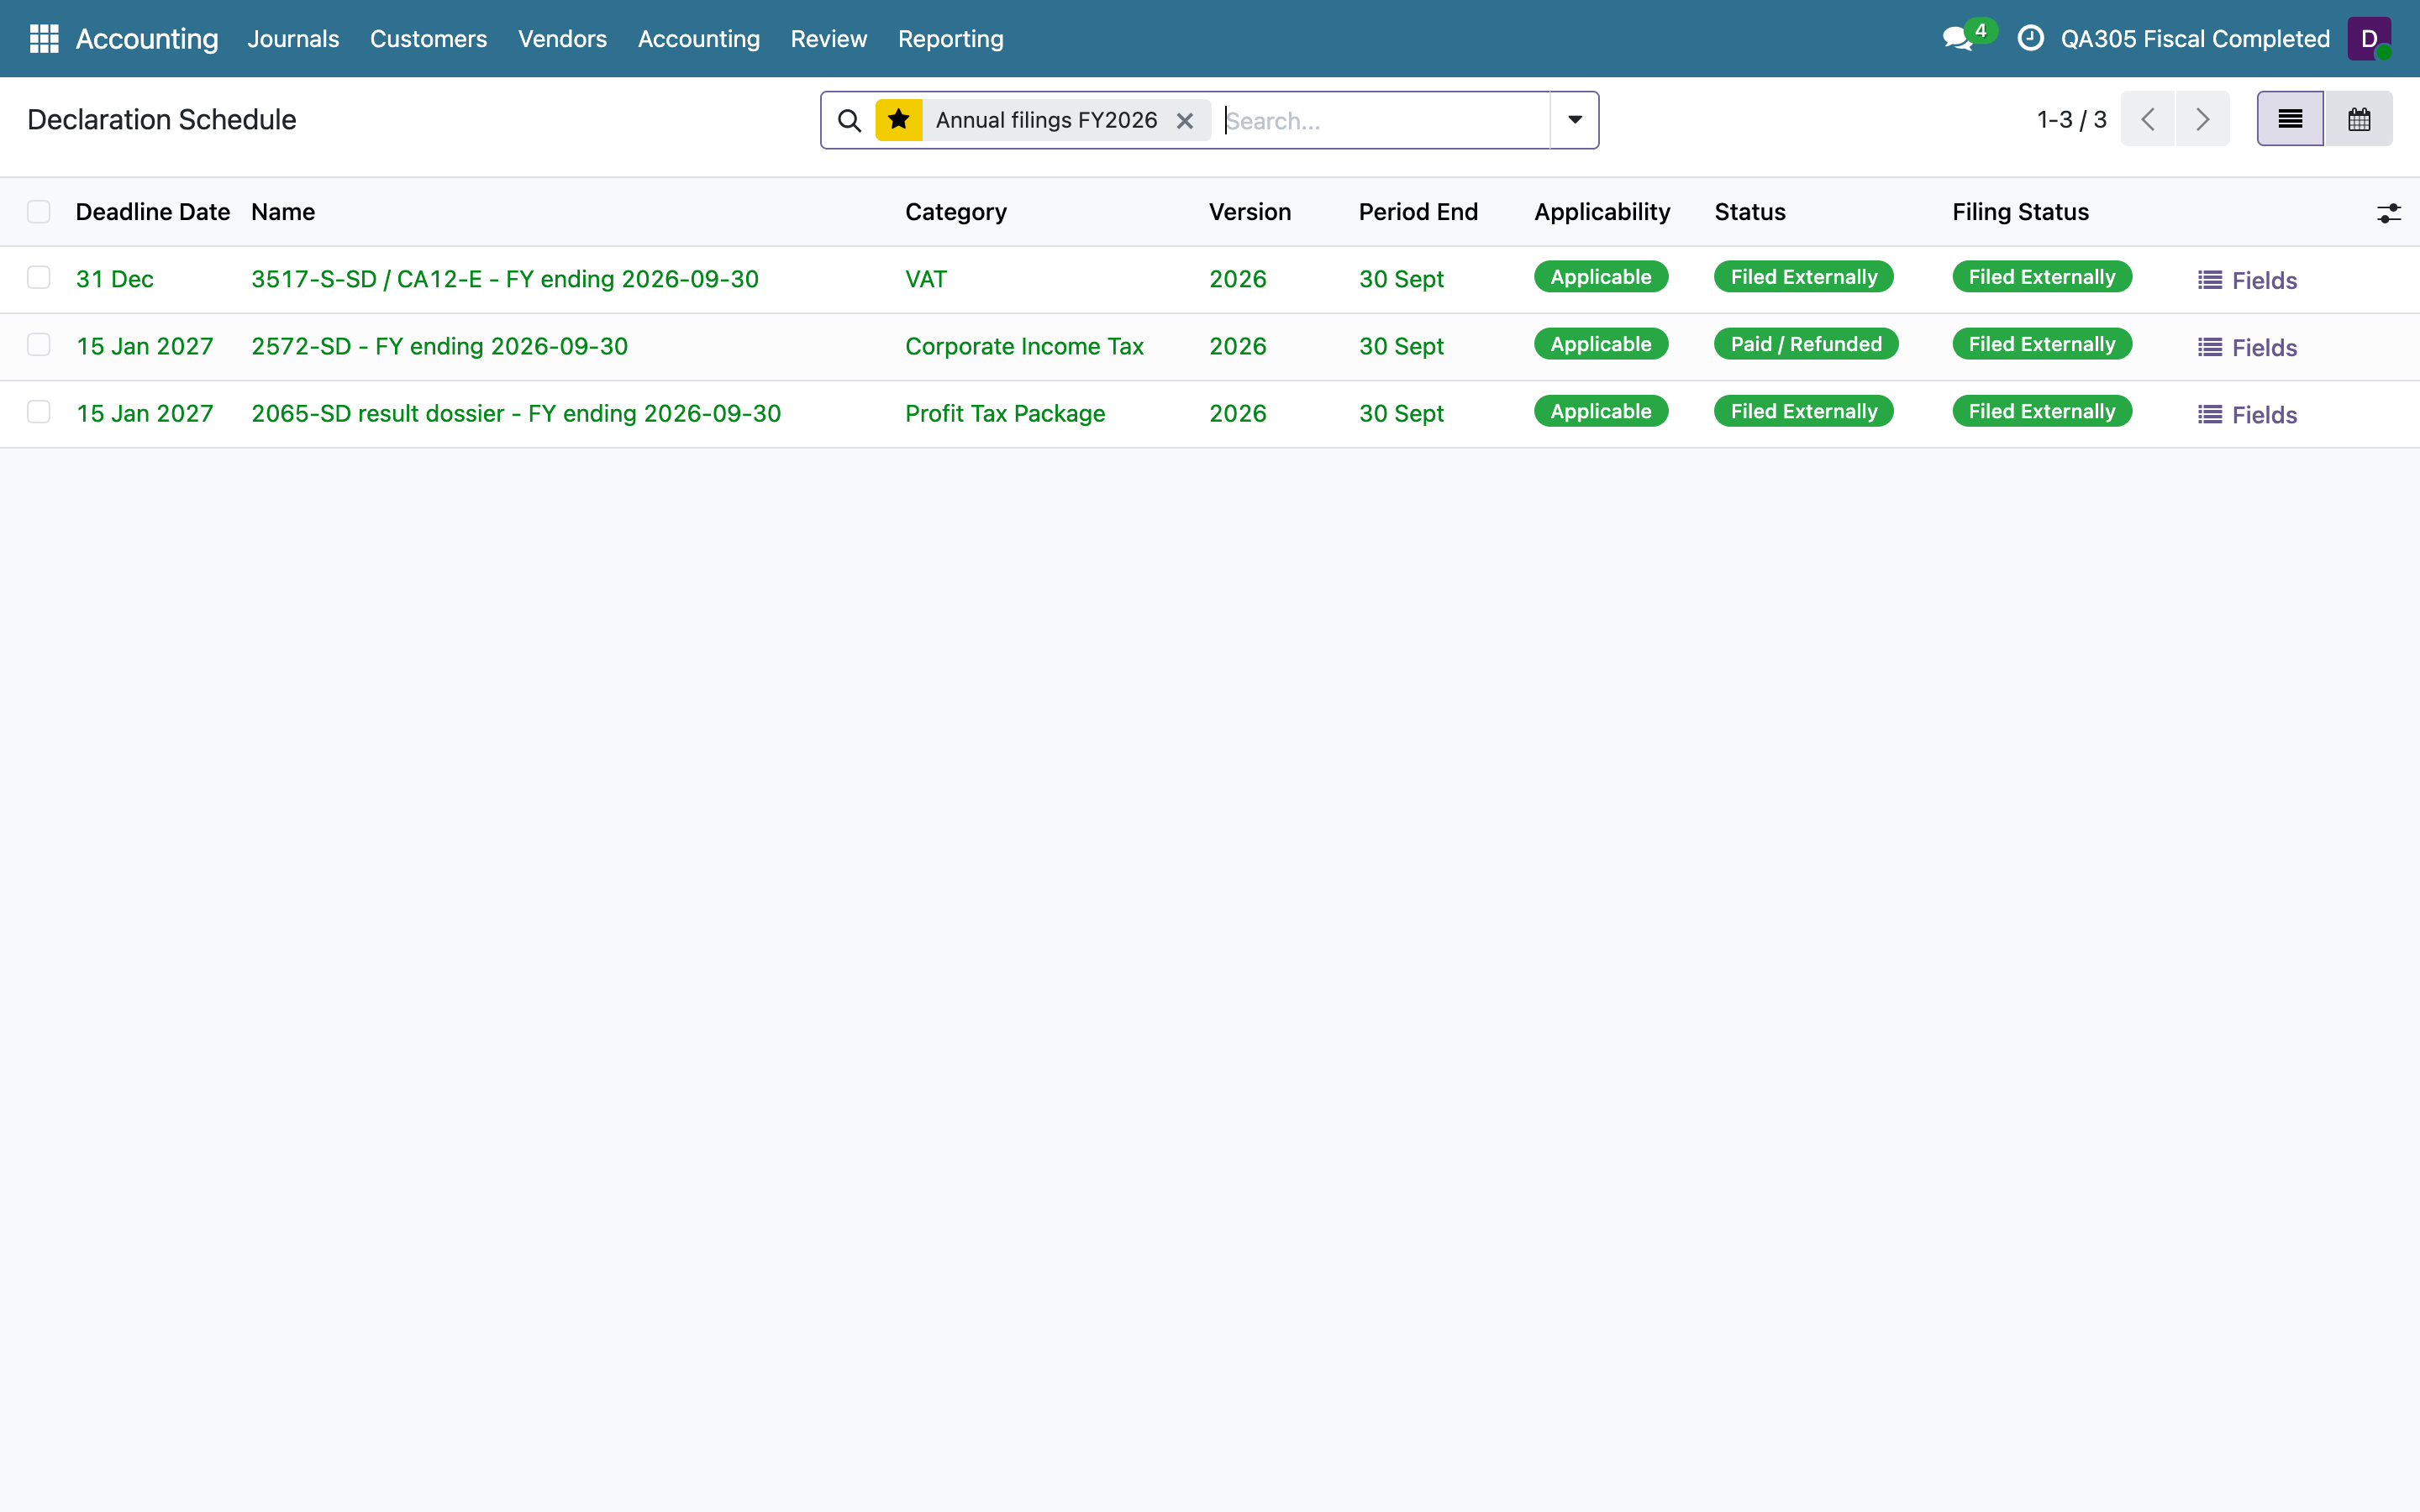 Accounting Journals Customers Vendors Accounting Review Reporting 4 QA305 Fiscal Completed D
Declaration Schedule Annual filings FY2026 Search... 1-3 / 3
Deadline Date Name Category Version Period End Applicability Status Filing Status
31 Dec 3517-S-SD / CA12-E - FY ending 2026-09-30 VAT 2026 30 Sept Applicable Filed Externally Filed Externally Fields
15 Jan 2027 2572-SD - FY ending 2026-09-30 Corporate Income Tax 2026 30 Sept Applicable Paid / Refunded Filed Externally Fields
15 Jan 2027 2065-SD result dossier - FY ending 2026-09-30 Profit Tax Package 2026 30 Sept Applicable Filed Externally Filed Externally Fields